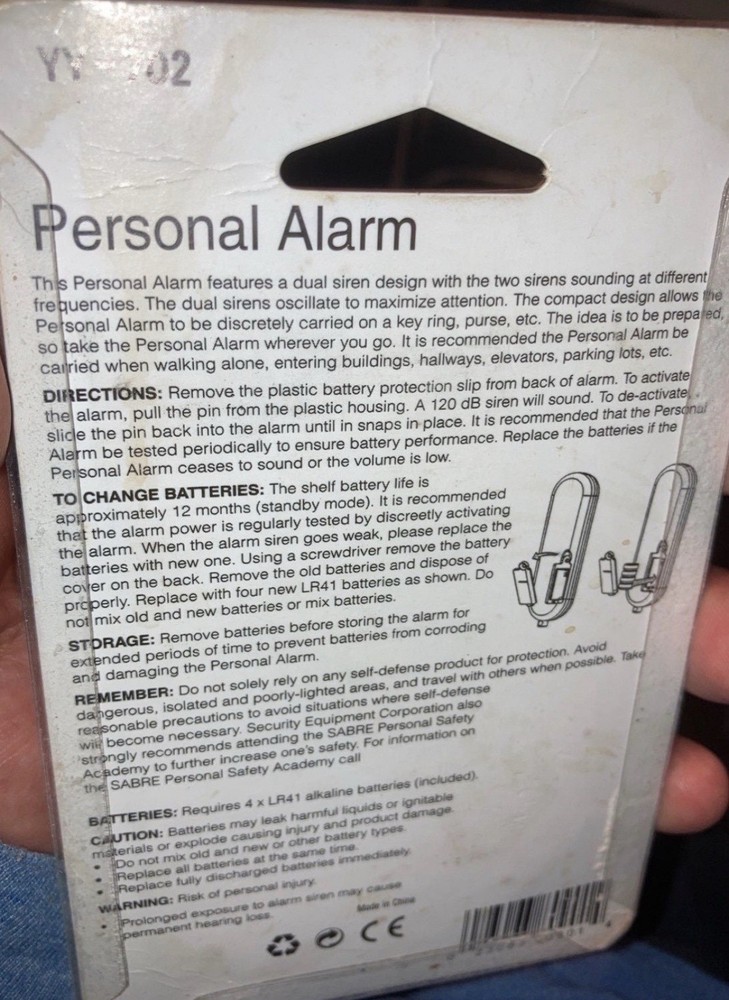 Personal Alarm
This Personal Alarm features a dual siren design with the two sirens sounding at different
frequencies. The dual sirens oscillate to maximize attention. The compact design allows the
Personal Alarm to be discretely carried on a key ring, purse, etc. The idea is to be prepared,
so take the Personal Alarm wherever you go. It is recommended the Personal Alarm be
carried when walking alone, entering buildings, hallways, elevators, parking lots, etc.
DIRECTIONS: Remove the plastic battery protection slip from back of alarm. To activate
the alarm, pull the pin from the plastic housing. A 120 dB siren will sound. To de-activate,
slide the pin back into the alarm until in snaps in place. It is recommended that the Personal
Alarm be tested periodically to ensure battery performance. Replace the batteries if the
Personal Alarm ceases to sound or the volume is low.
TO CHANGE BATTERIES: The shelf battery life is
approximately 12 months (standby mode). It is recommended
that the alarm power is regularly tested by discreetly activating
the alarm. When the alarm siren goes weak, please replace the
batteries with new one. Using a screwdriver remove the battery
cover on the back. Remove the old batteries and dispose of
properly. Replace with four new LR41 batteries as shown. Do
not mix old and new batteries or mix batteries.
STORAGE: Remove batteries before storing the alarm for
extended periods of time to prevent batteries from corroding
and damaging the Personal Alarm.
REMEMBER: Do not solely rely on any self-defense product for protection. Avoid
dangerous, isolated and poorly-lighted areas, and travel with others when possible. Take
reasonable precautions to avoid situations where self-defense
will become necessary. Security Equipment Corporation also
strongly recommends attending the SABRE Personal Safety
Academy to further increase one's safety. For information on
the SABRE Personal Safety Academy call
BATTERIES: Requires 4 x LR41 alkaline batteries (included).
CAUTION: Batteries may leak harmful liquids or ignitable
materials or explode causing injury and product damage.
• Do not mix old and new or other battery types.
• Replace all batteries at the same time.
• Replace fully discharged batteries immediately.
WARNING: Risk of personal injury.
• Prolonged exposure to alarm siren may cause
permanent hearing loss.
Made in China
CE